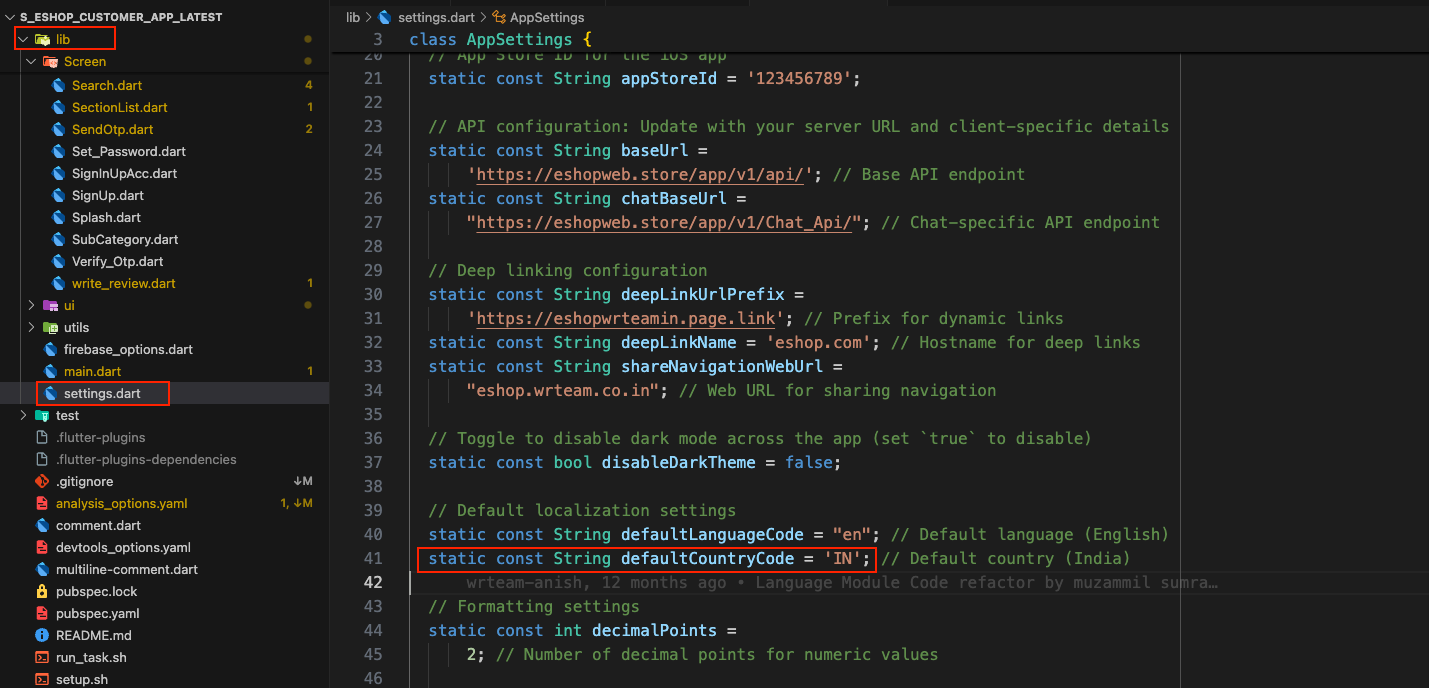 S_ESHOP_CUSTOMER_APP_LATEST
lib
Screen
Search.dart 4
SectionList.dart 1
SendOtp.dart 2
Set_Password.dart
SignInUpAcc.dart
SignUp.dart
Splash.dart
SubCategory.dart
Verify_Otp.dart
write_review.dart 1
ui
utils
firebase_options.dart
main.dart 1
settings.dart
test
.flutter-plugins
.flutter-plugins-dependencies
.gitignore ↓M
analysis_options.yaml 1, ↓M
comment.dart
devtools_options.yaml
multiline-comment.dart
pubspec.lock
pubspec.yaml
README.md
run_task.sh
setup.sh
lib > settings.dart > AppSettings
3 class AppSettings {
20 // App Store ID for the iOS app
21 static const String appStoreId = '123456789';
22
23 // API configuration: Update with your server URL and client-specific details
24 static const String baseUrl =
25 'https://eshopweb.store/app/v1/api/'; // Base API endpoint
26 static const String chatBaseUrl =
27 "https://eshopweb.store/app/v1/Chat_Api/"; // Chat-specific API endpoint
28
29 // Deep linking configuration
30 static const String deepLinkUrlPrefix =
31 'https://eshopwrteamin.page.link'; // Prefix for dynamic links
32 static const String deepLinkName = 'eshop.com'; // Hostname for deep links
33 static const String shareNavigationWebUrl =
34 "eshop.wrteam.co.in"; // Web URL for sharing navigation
35
36 // Toggle to disable dark mode across the app (set `true` to disable)
37 static const bool disableDarkTheme = false;
38
39 // Default localization settings
40 static const String defaultLanguageCode = "en"; // Default language (English)
41 static const String defaultCountryCode = 'IN'; // Default country (India)
42 wrteam-anish, 12 months ago • Language Module Code refactor by muzammil sumra…
43 // Formatting settings
44 static const int decimalPoints =
45 2; // Number of decimal points for numeric values
46